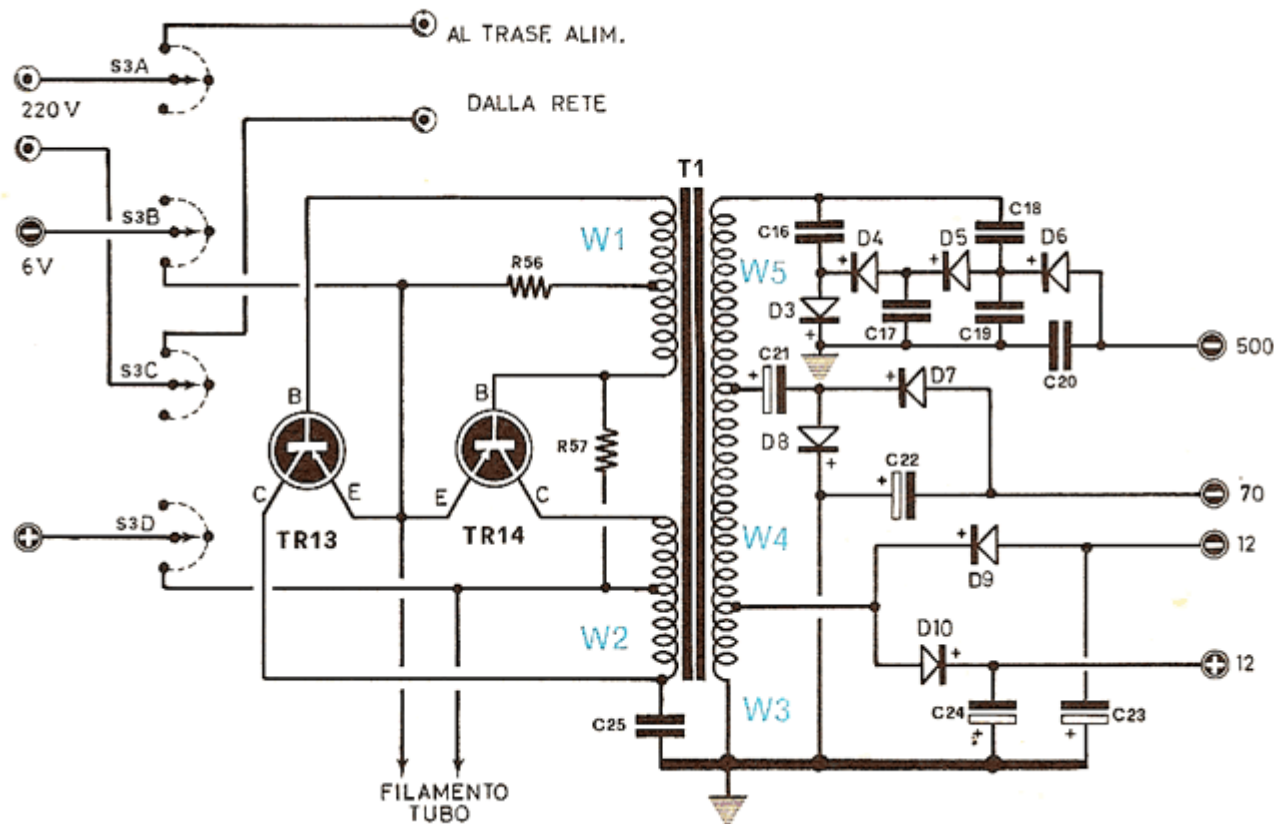 AL TRASF. ALIM.
S3A
220 V
DALLA RETE
T1
S3B
6 V
W1
R56
C16
C18
D4
D5
D6
W5
D3
C17
C19
C20
500
S3C
C21
D7
B
B
R57
D8
C22
C
E
E
C
70
S3D
TR13
TR14
W4
12
D9
D10
W2
12
W3
C24
C23
C25
FILAMENTO
TUBO